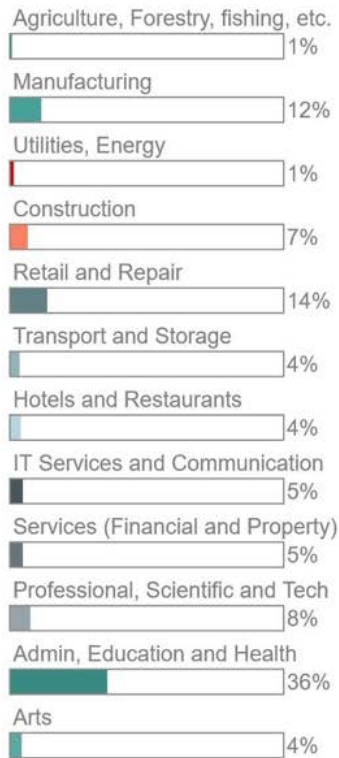 Agriculture, Forestry, fishing, etc.
1%
Manufacturing
12%
Utilities, Energy
1%
Construction
7%
Retail and Repair
14%
Transport and Storage
4%
Hotels and Restaurants
4%
IT Services and Communication
5%
Services (Financial and Property)
5%
Professional, Scientific and Tech
8%
Admin, Education and Health
36%
Arts
4%